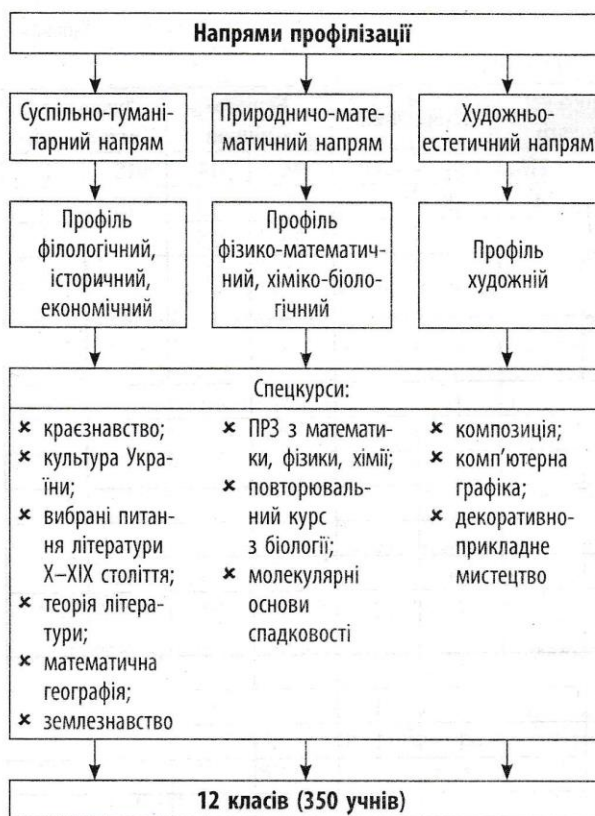 Напрями профілізації
Суспільно-гумані-
тарний напрям
Природничо-мате-
матичний напрям
Художньо-
естетичний напрям
Профіль
філологічний,
історичний,
економічний
Профіль
фізико-математич-
ний, хіміко-біоло-
гічний
Профіль
художній
Спецкурси:
× краєзнавство;
× культура Укра-
їни;
× вибрані питан-
ня літератури
X–XIX століття;
× теорія літера-
тури;
× математична
географія;
× землезнавство
× ПРЗ з математи-
ки, фізики, хімії;
× повторюваль-
ний курс
з біології;
× молекулярні
основи
спадковості
× композиція;
× комп'ютерна
графіка;
× декоративно-
прикладне
мистецтво
12 класів (350 учнів)